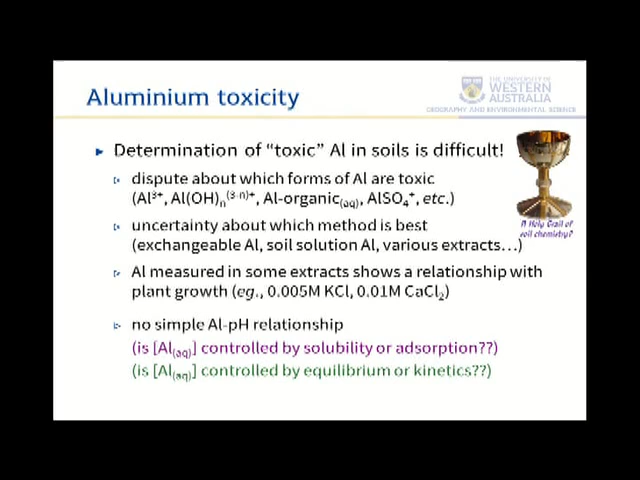 THE UNIVERSITY OF
WESTERN
AUSTRALIA
GEOGRAPHY AND ENVIRONMENTAL SCIENCE
Aluminium toxicity
Determination of “toxic” Al in soils is difficult!
dispute about which forms of Al are toxic
(Al³⁺, Al(OH)ₙ⁽³⁻ⁿ⁾⁺, Al-organic₍aq₎, AlSO₄⁺, etc.)
A Holy Grail of
soil chemistry?
uncertainty about which method is best
(exchangeable Al, soil solution Al, various extracts…)
Al measured in some extracts shows a relationship with
plant growth (eg., 0.005M KCl, 0.01M CaCl₂)
no simple Al-pH relationship
(is [Al₍aq₎] controlled by solubility or adsorption??)
(is [Al₍aq₎] controlled by equilibrium or kinetics??)